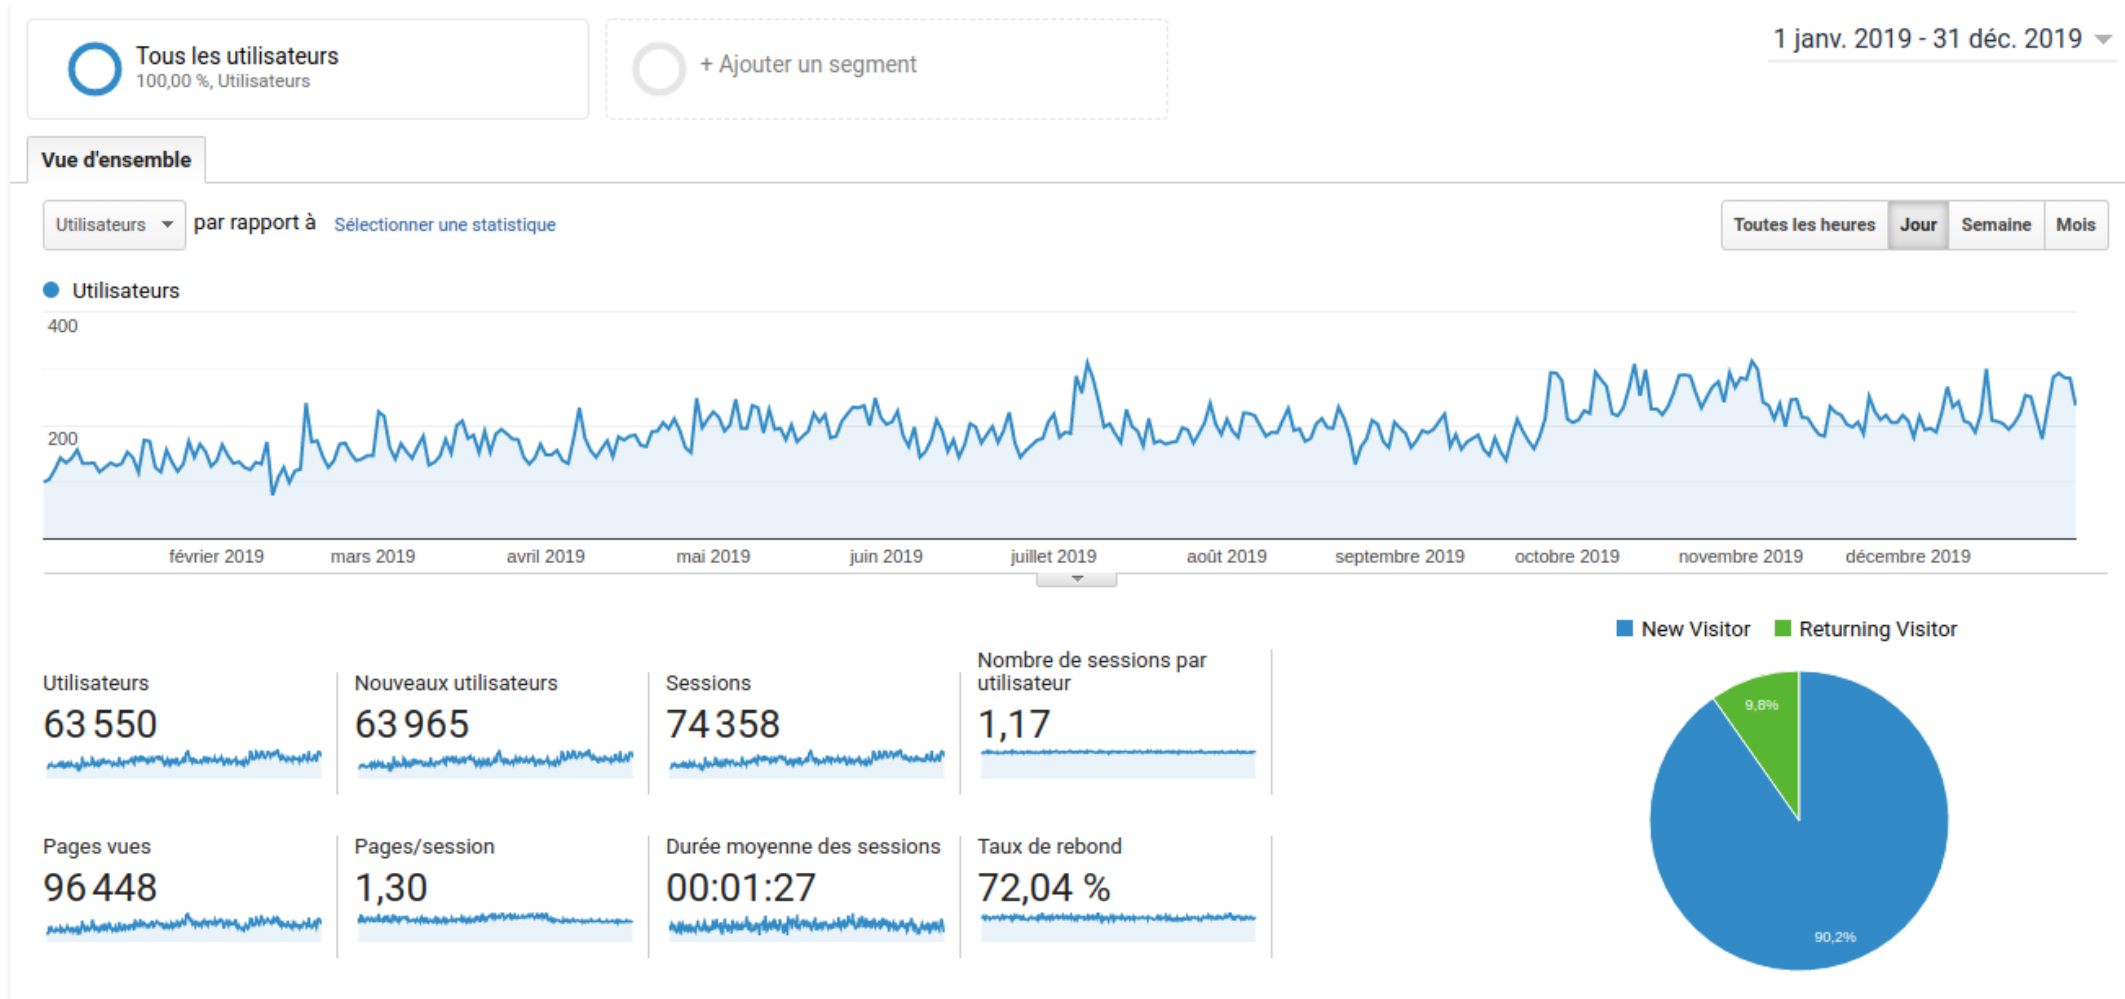 Tous les utilisateurs
100,00 %, Utilisateurs
+ Ajouter un segment
1 janv. 2019 - 31 déc. 2019
Vue d'ensemble
Utilisateurs
par rapport à
Sélectionner une statistique
Toutes les heures
Jour
Semaine
Mois
Utilisateurs
400
200
février 2019
mars 2019
avril 2019
mai 2019
juin 2019
juillet 2019
août 2019
septembre 2019
octobre 2019
novembre 2019
décembre 2019
Utilisateurs
63 550
Nouveaux utilisateurs
63 965
Sessions
74 358
Nombre de sessions par
utilisateur
1,17
Pages vues
96 448
Pages/session
1,30
Durée moyenne des sessions
00:01:27
Taux de rebond
72,04 %
New Visitor
Returning Visitor
9,8%
90,2%